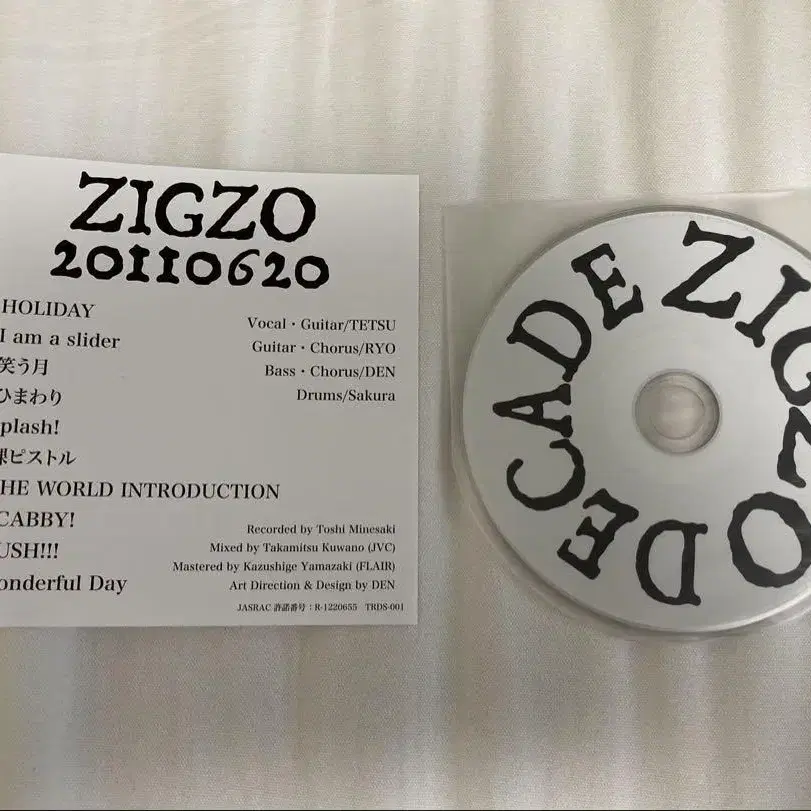 ZIGZO
20110620
HOLIDAY
I am a slider
笑う月
ひまわり
plash!
裸ピストル
HE WORLD INTRODUCTION
CABBY!
USH!!!
onderful Day
Vocal・Guitar/TETSU
Guitar・Chorus/RYO
Bass・Chorus/DEN
Drums/Sakura
Recorded by Toshi Minesaki
Mixed by Takamitsu Kuwano (JVC)
Mastered by Kazushige Yamazaki (FLAIR)
Art Direction & Design by DEN
JASRAC 許諾番号：R-1220655 TRDS-001
ZIGZO DECADE